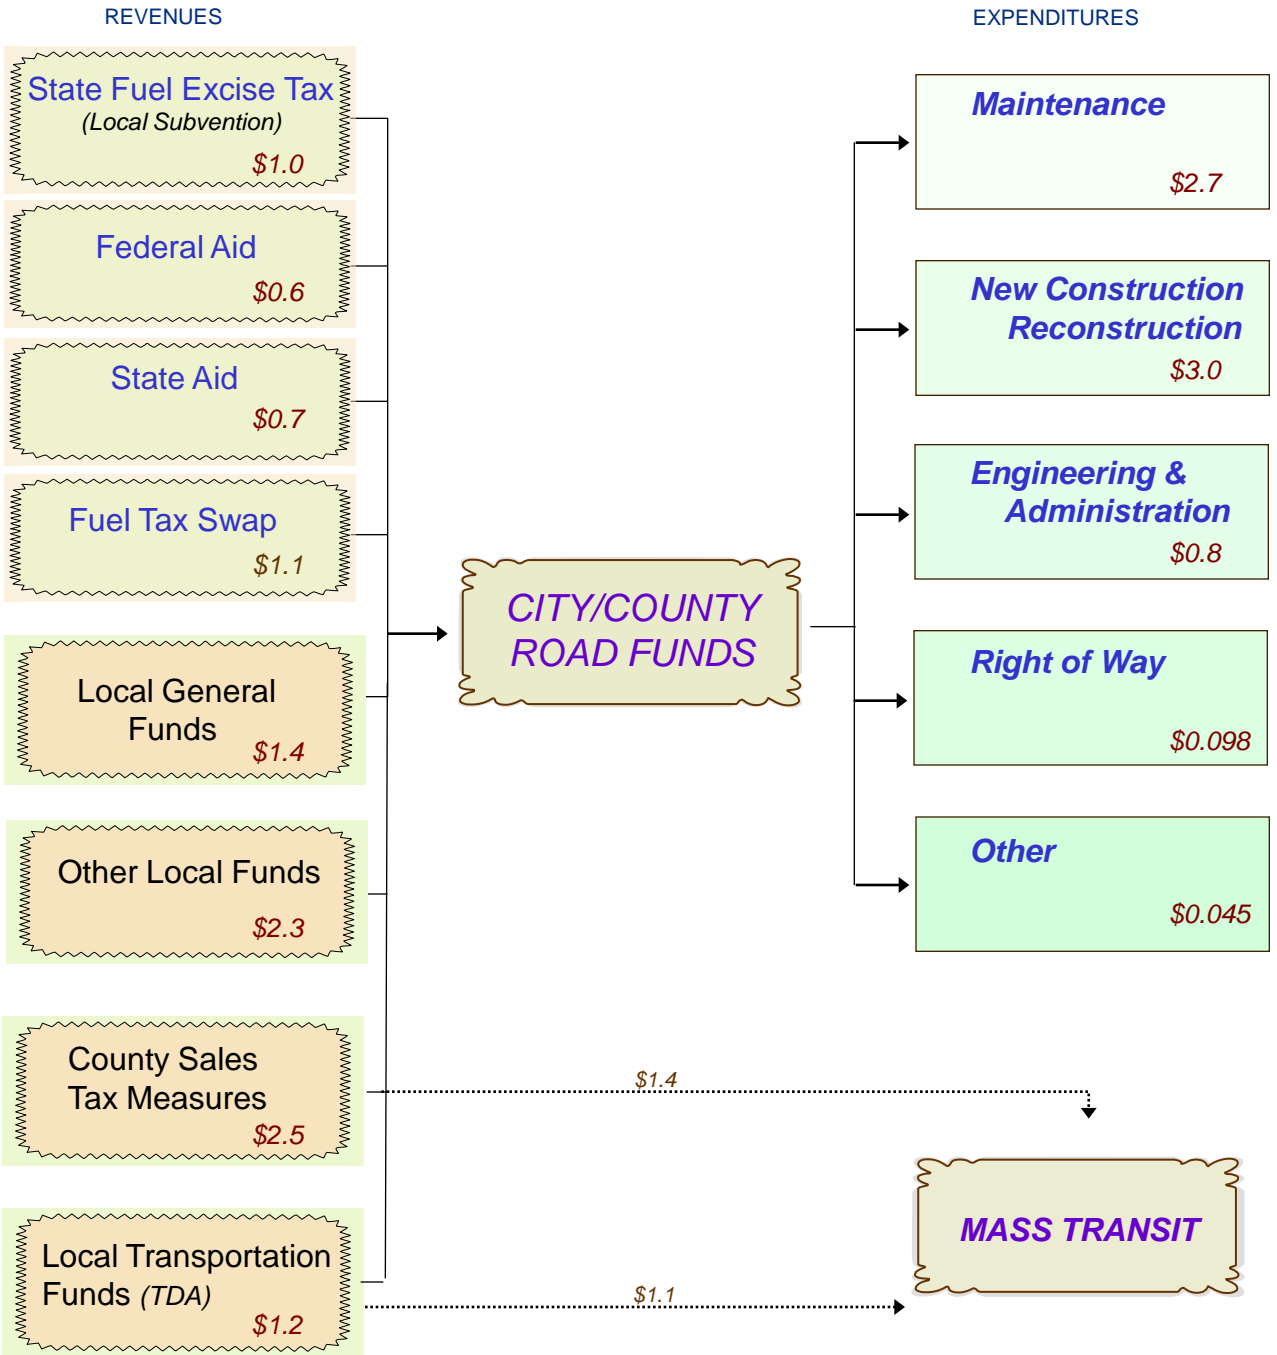 REVENUES
State Fuel Excise Tax
(Local Subvention)
$1.0
Federal Aid
$0.6
State Aid
$0.7
Fuel Tax Swap
$1.1
Local General
Funds
$1.4
Other Local Funds
$2.3
County Sales
Tax Measures
$2.5
Local Transportation
Funds (TDA)
$1.2
CITY/COUNTY
ROAD FUNDS
$1.4
$1.1
EXPENDITURES
Maintenance
$2.7
New Construction
Reconstruction
$3.0
Engineering &
Administration
$0.8
Right of Way
$0.098
Other
$0.045
MASS TRANSIT